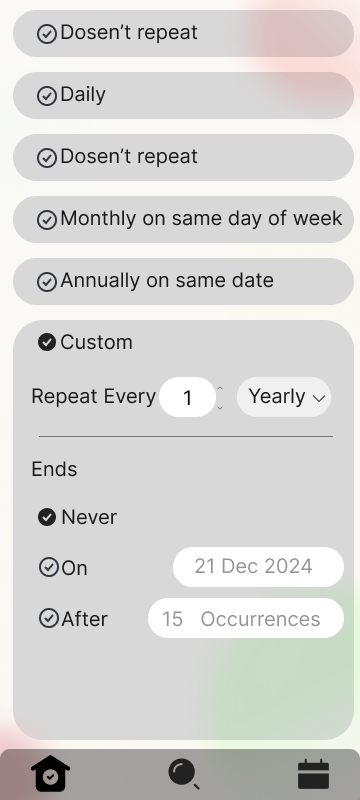 Dosen’t repeat
Daily
Dosen’t repeat
Monthly on same day of week
Annually on same date
Custom
Repeat Every 1 Yearly
Ends
Never
On 21 Dec 2024
After 15 Occurrences